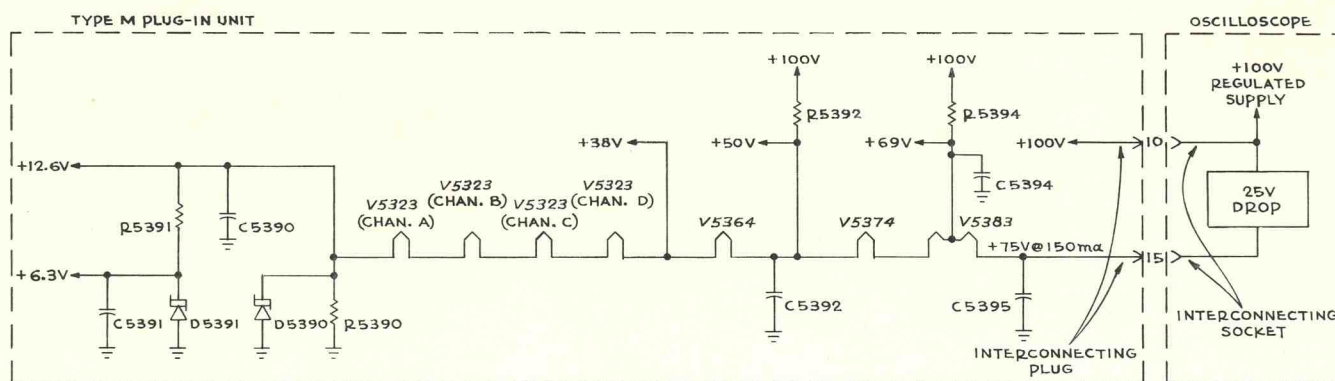 TYPE M PLUG-IN UNIT
OSCILLOSCOPE
+100V
+100V
+100V
REGULATED
SUPPLY
R5392
R5394
+12.6V
+38V
+50V
+69V
+100V
10
C5394
25V
DROP
R5391
C5390
V5323
(CHAN. A)
V5323
(CHAN. B)
V5323
(CHAN. C)
V5323
(CHAN. D)
V5364
V5374
V5383
+75V@150ma
15
+6.3V
C5391
D5391
D5390
R5390
C5392
C5395
INTERCONNECTING
PLUG
INTERCONNECTING
SOCKET